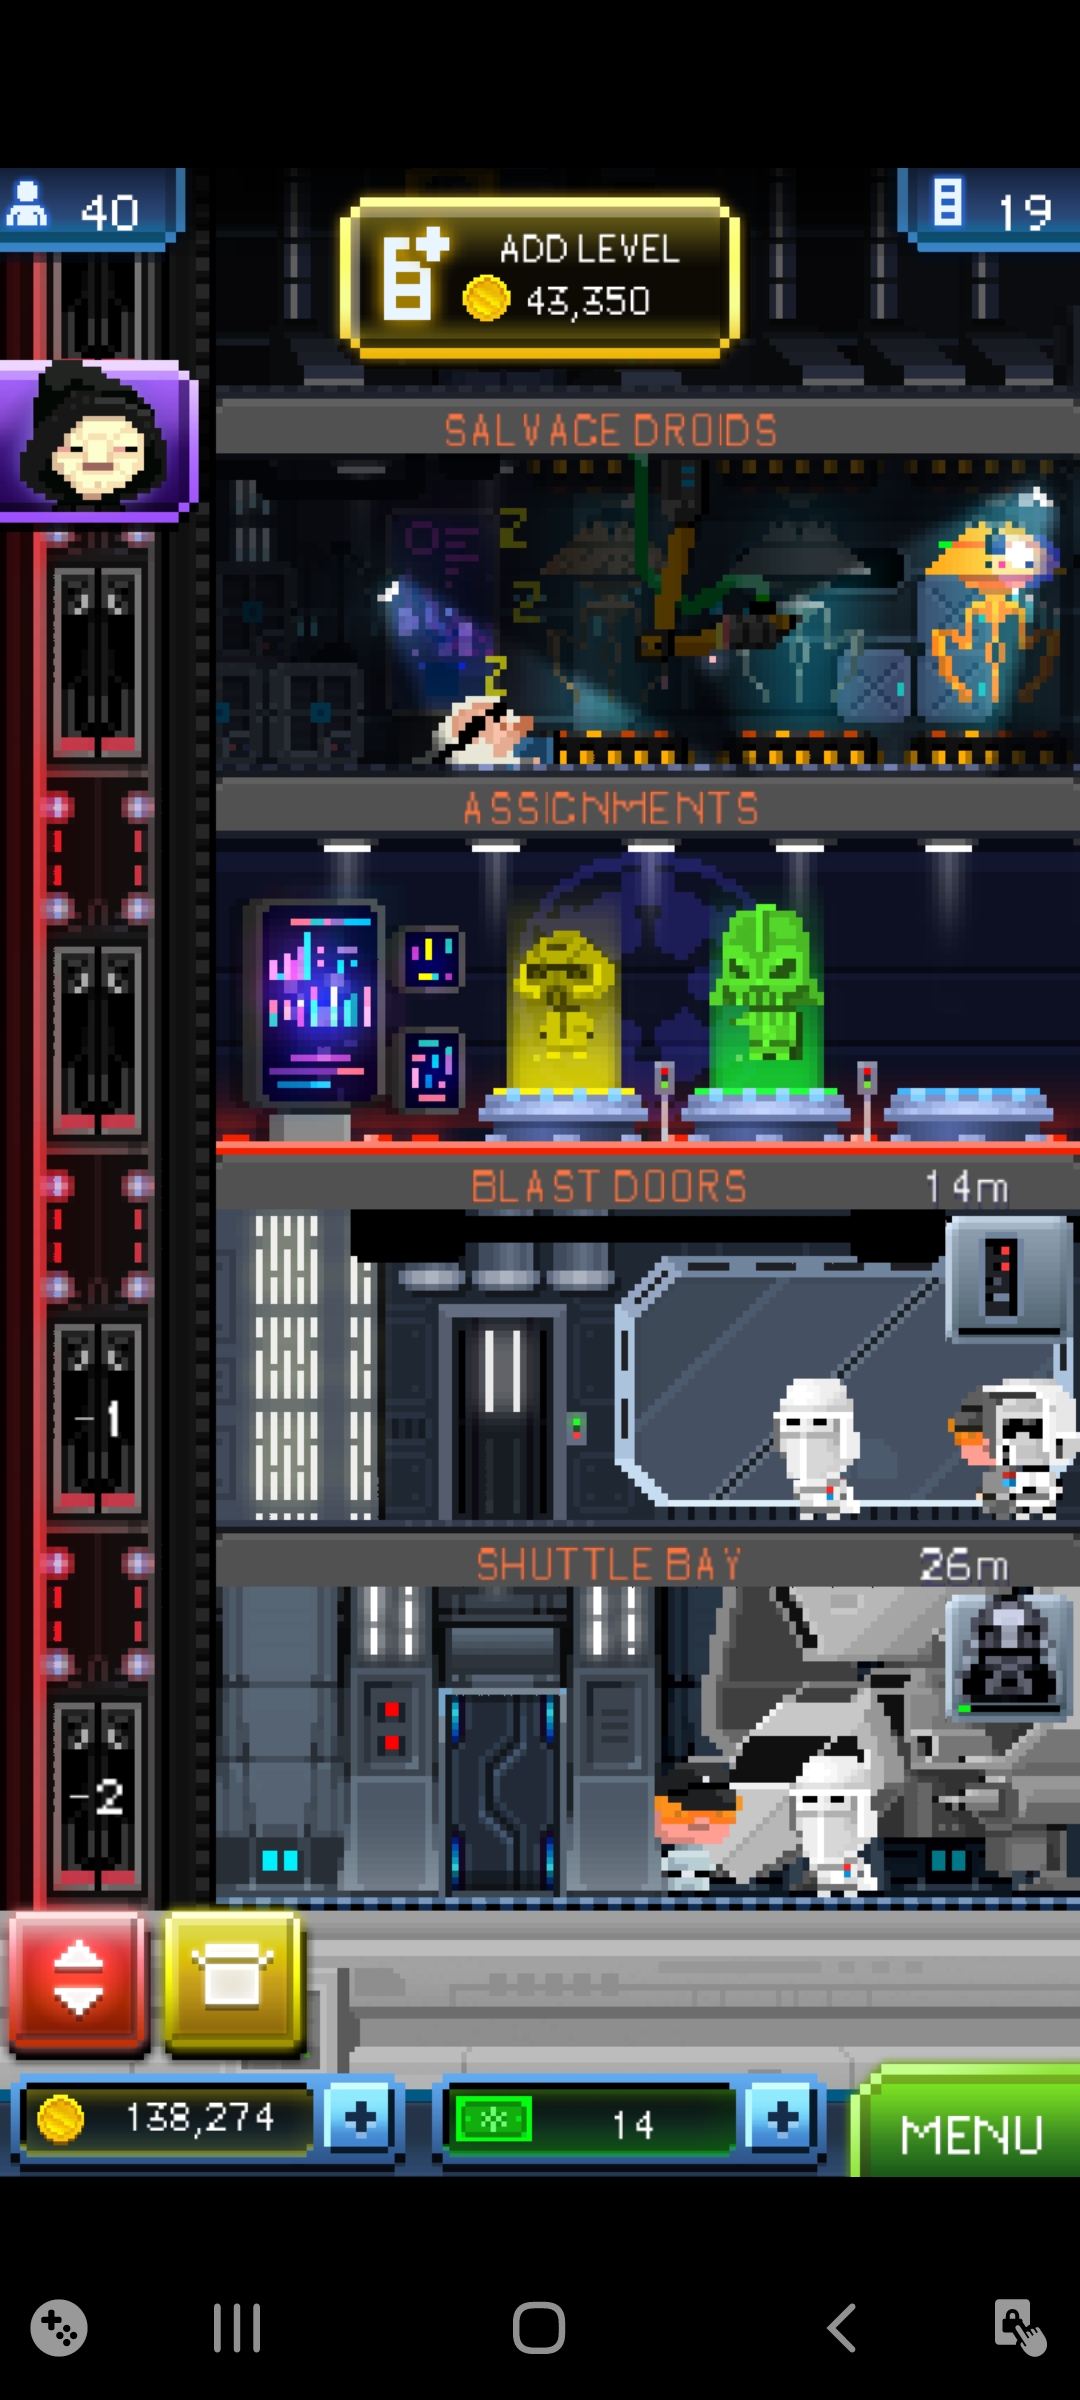 40
ADD LEVEL
43,350
19
SALVAGE DROIDS
Z
Z
Z
ASSIGNMENTS
BLAST DOORS
14m
-1
SHUTTLE BAY
26m
-2
138,274
14
MENU